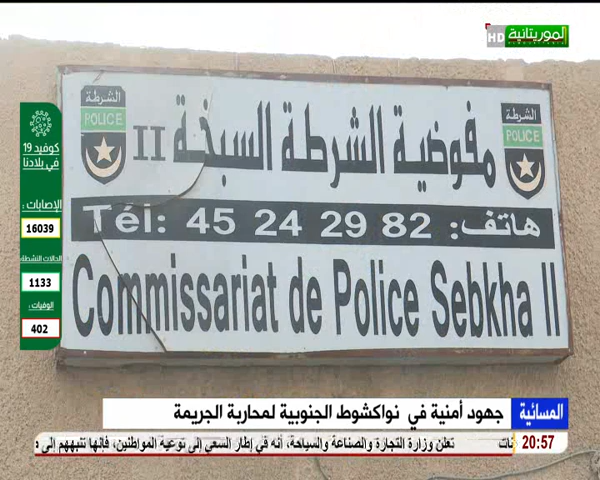 الموريتانية
HD
كوفيد 19
في بلادنا
الإصابات :
16039
الحالات النشطة:
1133
الوفيات :
402
الشرطة
POLICE
الشرطة
POLICE
مفوضية الشرطة السبخة II
هاتف: Tél: 45 24 29 82
Commissariat de Police Sebkha II
المسائية
جهود أمنية في نواكشوط الجنوبية لمحاربة الجريمة
20:57
تعلن وزارة التجارة والصناعة والسياحة، أنه في إطار السعي إلى توعية المواطنين، فإنها تنبههم إلى